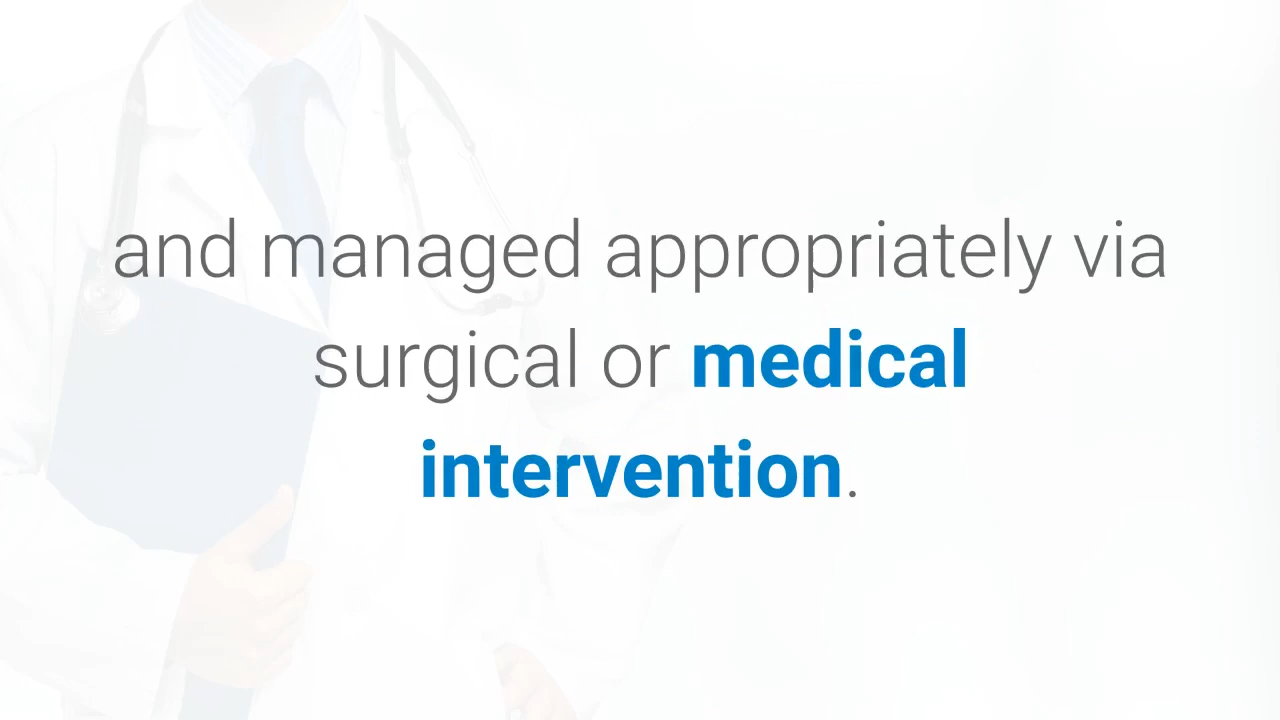 and managed appropriately via
surgical or medical
intervention.